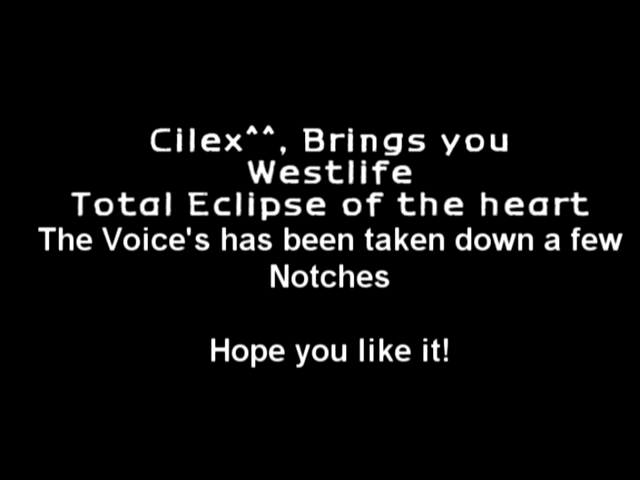 Cilex^^, Brings you
Westlife
Total Eclipse of the heart
The Voice's has been taken down a few
Notches
Hope you like it!